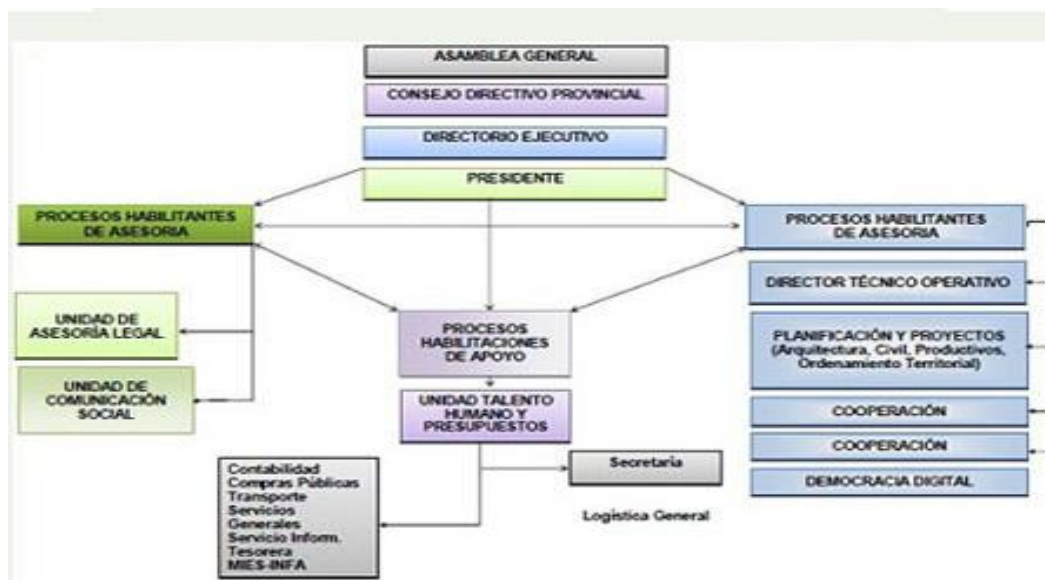 ASAMBLEA GENERAL
CONSEJO DIRECTIVO PROVINCIAL
DIRECTORIO EJECUTIVO
PRESIDENTE
PROCESOS HABILITANTES
DE ASESORIA
UNIDAD DE
ASESORÍA LEGAL
UNIDAD DE
COMUNICACIÓN
SOCIAL
PROCESOS
HABILITACIONES
DE APOYO
UNIDAD TALENTO
HUMANO Y
PRESUPUESTOS
Contabilidad
Compras Públicas
Transporte
Servicios
Generales
Servicio Inform.
Tesorera
MIES-INFA
Secretaria
Logística General
PROCESOS HABILITANTES
DE ASESORIA
DIRECTOR TÉCNICO OPERATIVO
PLANIFICACIÓN Y PROYECTOS
(Arquitectura, Civil, Productivos,
Ordenamiento Territorial)
COOPERACIÓN
COOPERACIÓN
DEMOCRACIA DIGITAL